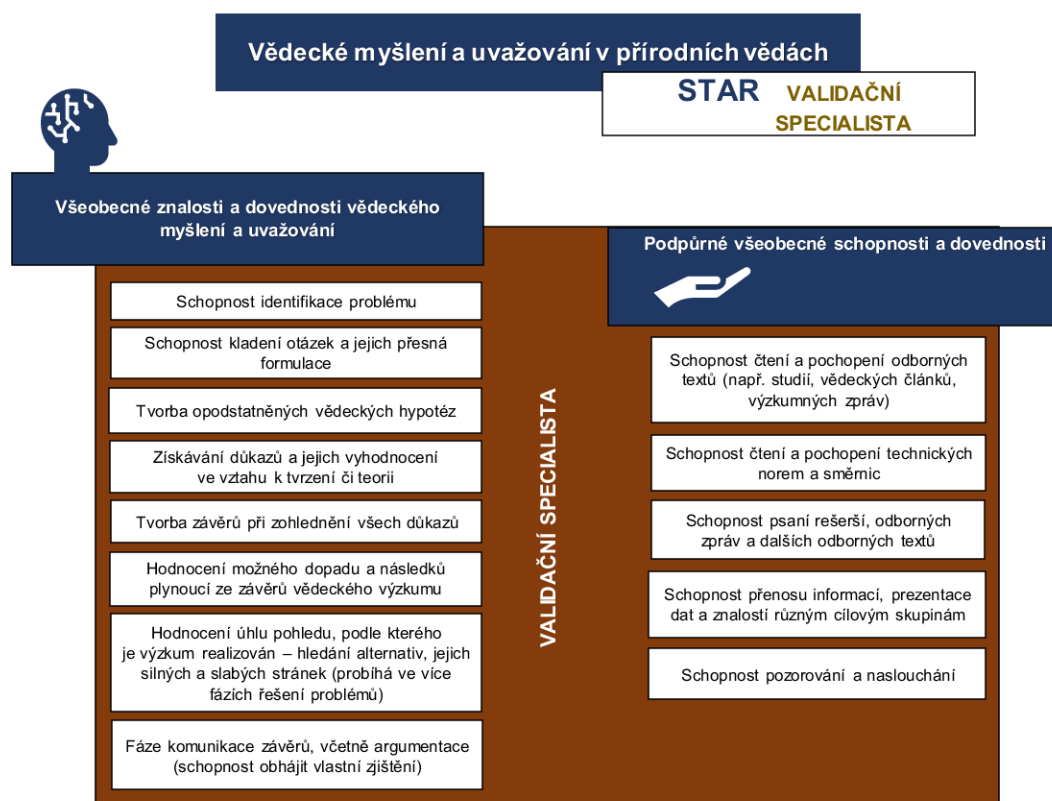 Vědecké myšlení a uvažování v přírodních vědách
STAR VALIDAČNÍ
SPECIALISTA
Všeobecné znalosti a dovednosti vědeckého
myšlení a uvažování
Schopnost identifikace problému
Schopnost kladení otázek a jejich přesná
formulace
Tvorba opodstatněných vědeckých hypotéz
Získávání důkazů a jejich vyhodnocení
ve vztahu k tvrzení či teorii
Tvorba závěrů při zohlednění všech důkazů
Hodnocení možného dopadu a následků
plynoucí ze závěrů vědeckého výzkumu
Hodnocení úhlu pohledu, podle kterého
je výzkum realizován – hledání alternativ, jejich
silných a slabých stránek (probíhá ve více
fázích řešení problémů)
Fáze komunikace závěrů, včetně argumentace
(schopnost obhájit vlastní zjištění)
VALIDAČNÍ SPECIALISTA
Podpůrné všeobecné schopnosti a dovednosti
Schopnost čtení a pochopení odborných
textů (např. studií, vědeckých článků,
výzkumných zpráv)
Schopnost čtení a pochopení technických
norem a směrnic
Schopnost psaní rešerší, odborných
zpráv a dalších odborných textů
Schopnost přenosu informací, prezentace
dat a znalostí různým cílovým skupinám
Schopnost pozorování a naslouchání